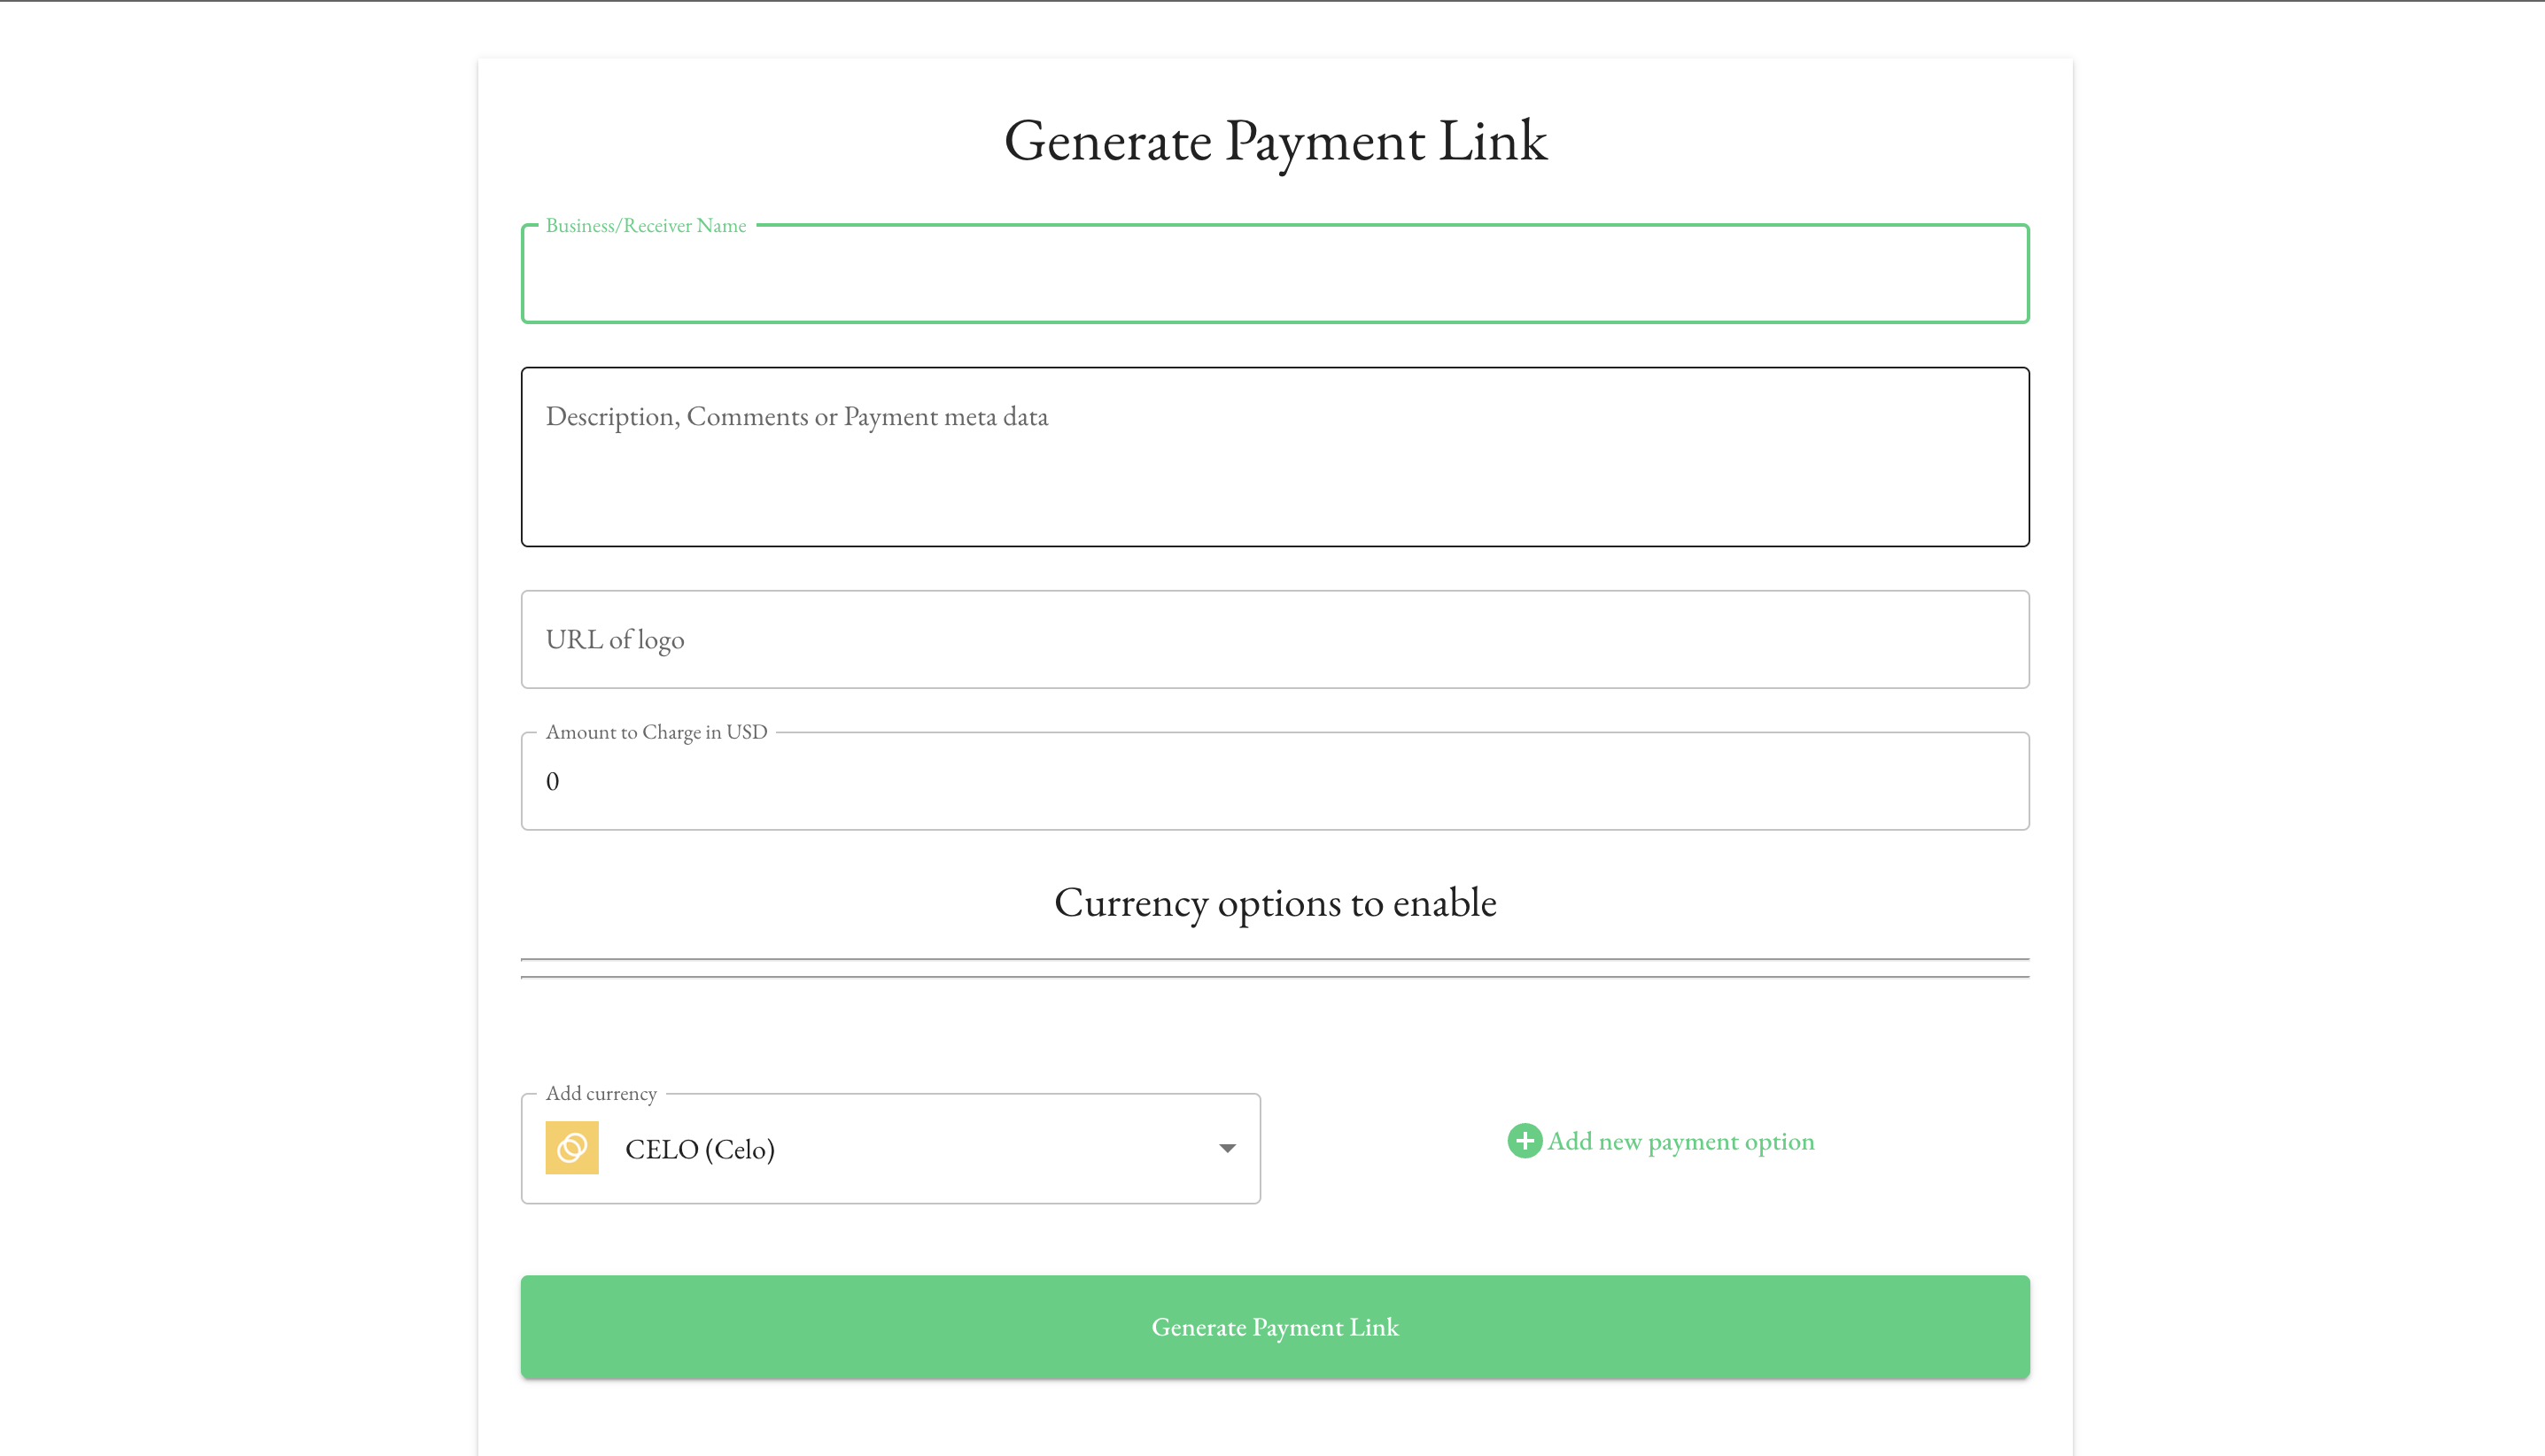 Generate Payment Link
Business/Receiver Name
Description, Comments or Payment meta data
URL of logo
Amount to Charge in USD
0
Currency options to enable
Add currency
CELO (Celo)
Add new payment option
Generate Payment Link